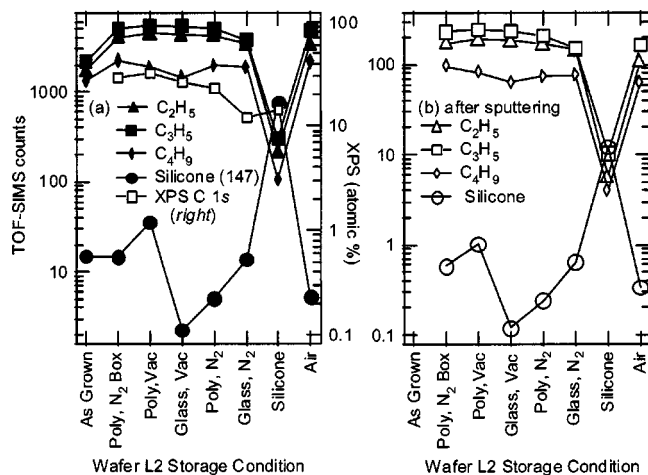 1000
100
10
TOF-SIMS counts
(a)
C2H5
C3H5
C4H9
Silicone (147)
XPS C 1s
(right)
100
10
1
0.1
XPS (atomic %)
As Grown
Poly, N2 Box
Poly,Vac
Glass, Vac
Poly, N2
Glass, N2
Silicone
Air
Wafer L2 Storage Condition
100
10
1
0.1
(b) after sputtering
C2H5
C3H5
C4H9
Silicone
As Grown
Poly, N2 Box
Poly, Vac
Glass, Vac
Poly, N2
Glass, N2
Silicone
Air
Wafer L2 Storage Condition